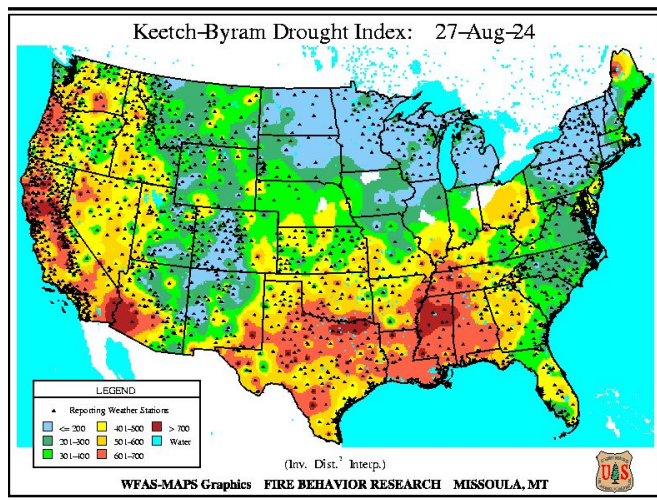 Keetch-Byram Drought Index: 27-Aug-24
LEGEND
Reporting Weather Stations
<= 200
401-500
> 700
201-300
501-600
Water
301-400
601-700
(Inv. Dist.² Interp.)
WFAS-MAPS Graphics FIRE BEHAVIOR RESEARCH MISSOULA, MT
U S